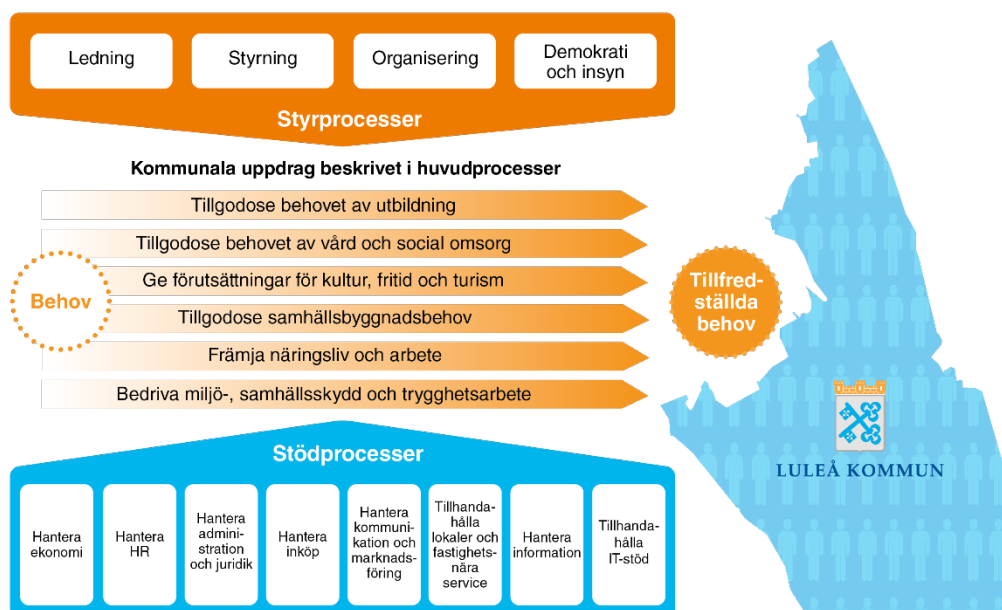 Ledning
Styrning
Organisering
Demokrati
och insyn
Styrprocesser
Kommunala uppdrag beskrivet i huvudprocesser
Tillgodose behovet av utbildning
Tillgodose behovet av vård och social omsorg
Ge förutsättningar för kultur, fritid och turism
Tillgodose samhällsbyggnadsbehov
Främja näringsliv och arbete
Bedriva miljö-, samhällsskydd och trygghetsarbete
Behov
Tillfred-
ställda
behov
LULEÅ KOMMUN
Stödprocesser
Hantera
ekonomi
Hantera
HR
Hantera
admini-
stration
och juridik
Hantera
inköp
Hantera
kommuni-
kation och
marknads-
föring
Tillhanda-
hålla
lokaler och
fastighets-
nära
service
Hantera
information
Tillhanda-
hålla
IT-stöd